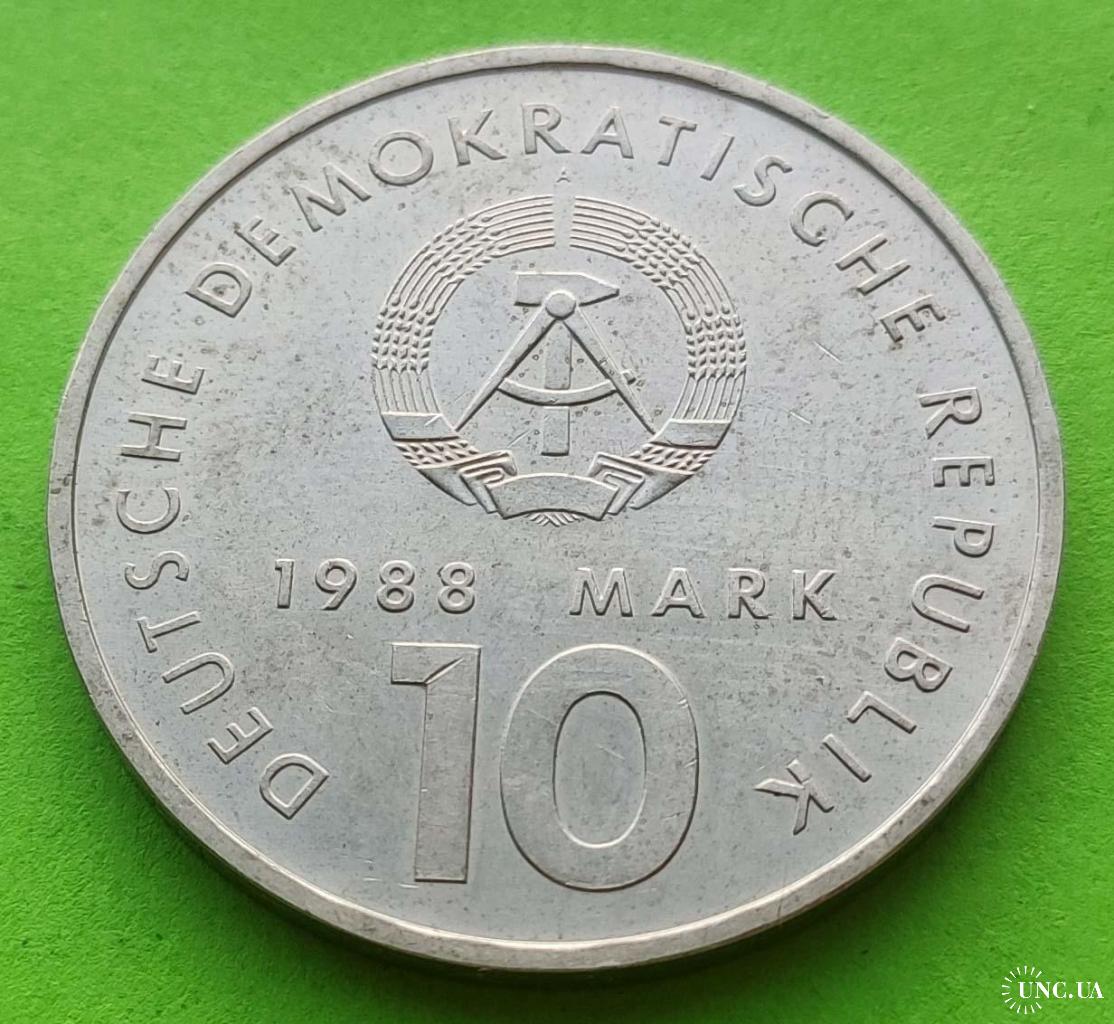 DEUTSCHE DEMOKRATISCHE REPUBLIK
A
1988 MARK
10
UNC.UA